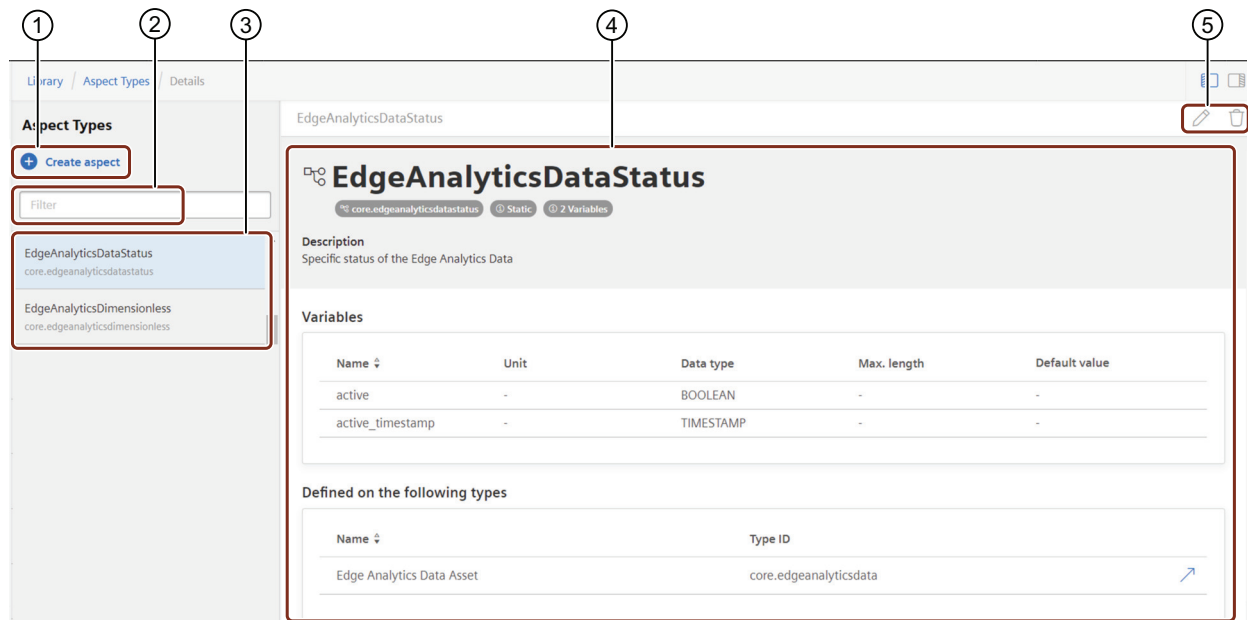 1 2 3 4 5
Library / Aspect Types / Details
Aspect Types
Create aspect
Filter
EdgeAnalyticsDataStatus
core.edgeanalyticsdatastatus
EdgeAnalyticsDimensionless
core.edgeanalyticsdimensionless
EdgeAnalyticsDataStatus
EdgeAnalyticsDataStatus
core.edgeanalyticsdatastatus Static 2 Variables
Description
Specific status of the Edge Analytics Data
Variables
Name Unit Data type Max. length Default value
active - BOOLEAN - -
active_timestamp - TIMESTAMP - -
Defined on the following types
Name Type ID
Edge Analytics Data Asset core.edgeanalyticsdata